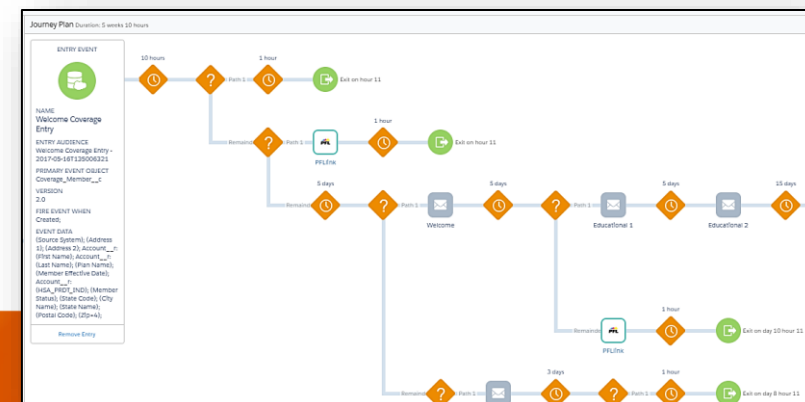 Journey Plan Duration: 5 weeks 10 hours
ENTRY EVENT
NAME
Welcome Coverage
Entry
ENTRY AUDIENCE
Welcome Coverage Entry -
2017-05-16T135006321
PRIMARY EVENT OBJECT
Coverage_Member__c
VERSION
2.0
FIRE EVENT WHEN
Created;
EVENT DATA
(Source System); (Address
1); (Address 2); Account__r:
(First Name); Account__r:
(Last Name); (Plan Name);
(Member Effective Date);
Account__r:
(HSA_PRDT_IND); (Member
Status); (State Code); (City
Name); (State Name);
(Postal Code); (Zip+4);
Remove Entry
10 hours
1 hour
Path 1
Exit on hour 11
1 hour
Remaind
Path 1
PFL
PFLink
Exit on hour 11
5 days
5 days
5 days
15 days
Remaind
Path 1
Path 1
Welcome
Educational 1
Educational 2
1 hour
Remaind
PFL
PFLink
Exit on day 10 hour 11
3 days
1 hour
Remaind
Path 1
Path 1
Exit on day 8 hour 11